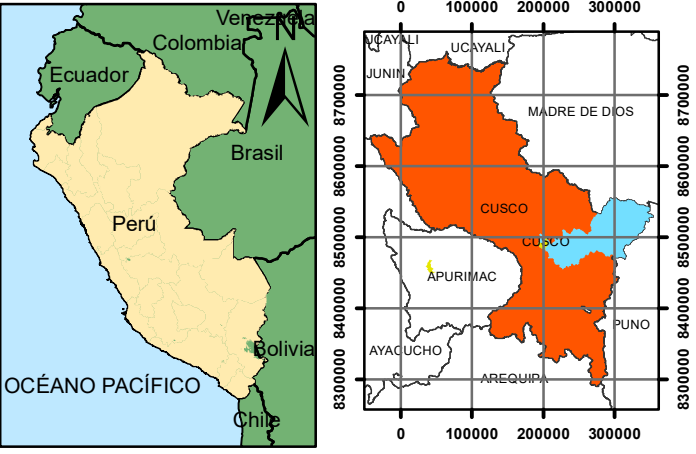 Venezuela
N
Colombia
Ecuador
Brasil
Perú
Bolivia
OCÉANO PACÍFICO
Chile
0 100000 200000 300000
UCAYALI
UCAYALI
JUNIN
8700000 8700000
MADRE DE DIOS
8600000 8600000
CUSCO
8500000 8500000
CUSCO
APURIMAC
8400000 8400000
PUNO
AYACUCHO
8300000 8300000
AREQUIPA
0 100000 200000 300000